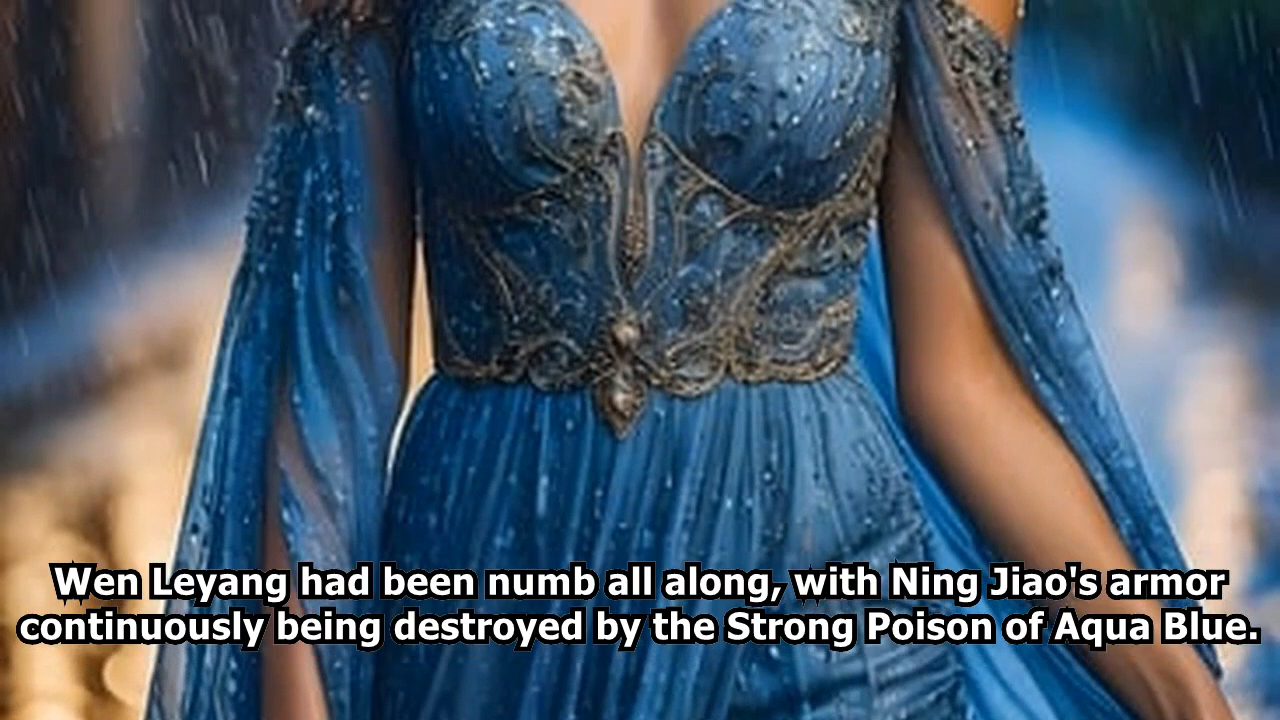 Wen Leyang had been numb all along, with Ning Jiao's armor
continuously being destroyed by the Strong Poison of Aqua Blue.